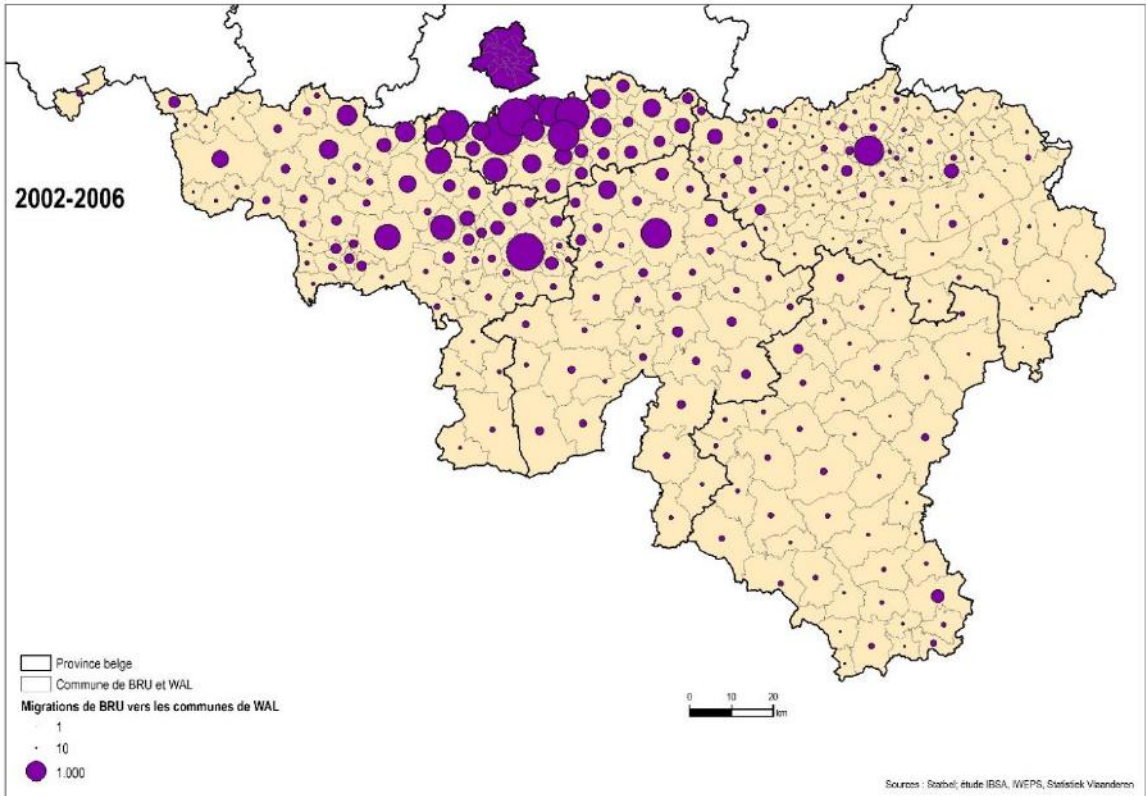 2002-2006
Province belge
Commune de BRU et WAL
Migrations de BRU vers les communes de WAL
1
10
1.000
0 10 20
km
Sources : Statbel; étude IBSA, IWEPS, Statistiek Vlaanderen